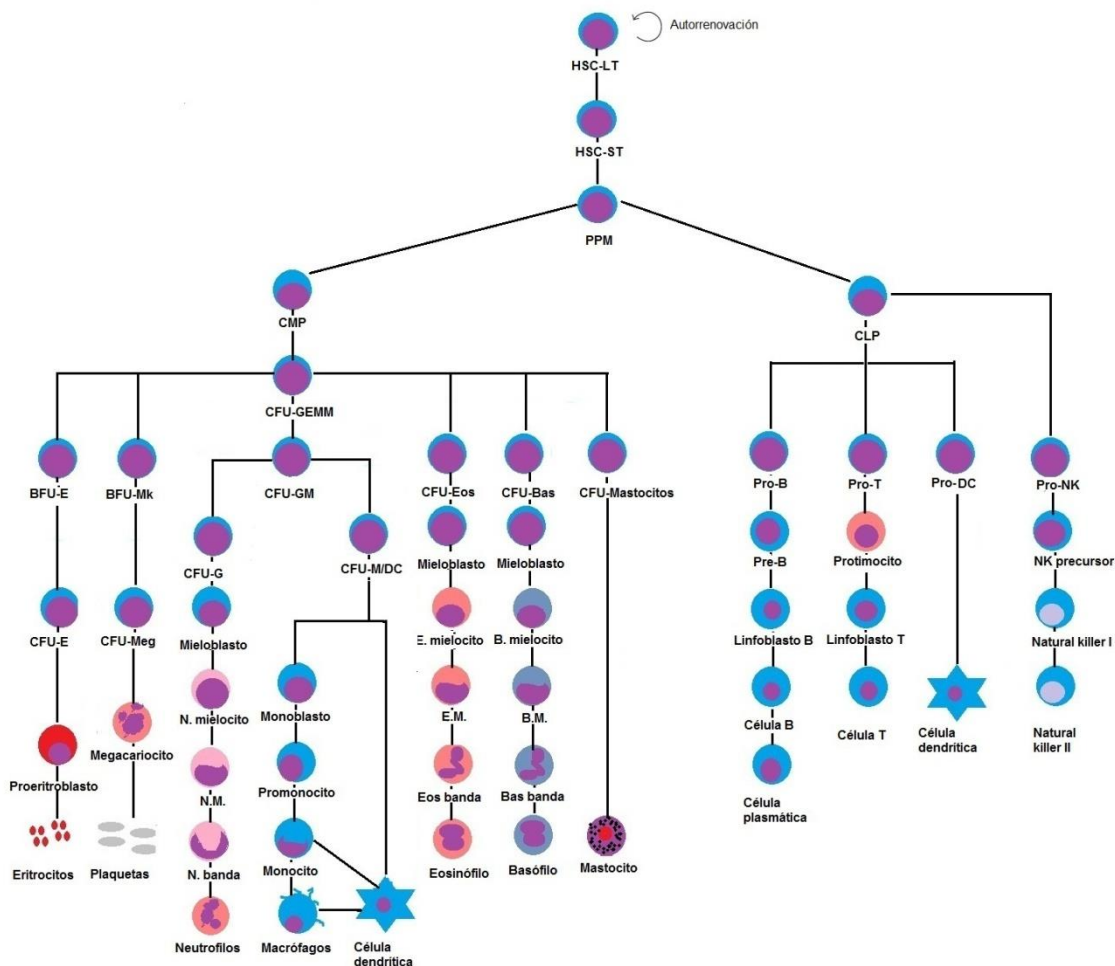 Autorrenovación
HSC-LT
HSC-ST
PPM
CMP
CLP
CFU-GEMM
BFU-E
BFU-Mk
CFU-GM
CFU-Eos
CFU-Bas
CFU-Mastocitos
Pro-B
Pro-T
Pro-DC
Pro-NK
CFU-G
CFU-M/DC
Mieloblasto
Mieloblasto
Pre-B
Protimocito
NK precursor
CFU-E
CFU-Meg
Mieloblasto
E. mielocito
B. mielocito
Linfoblasto B
Linfoblasto T
Natural killer I
N. mielocito
Monoblasto
E.M.
B.M.
Célula B
Célula T
Célula
dendrítica
Natural
killer II
Proeritroblasto
Megacariocito
N.M.
Promonocito
Eos banda
Bas banda
Célula
plasmática
Eritrocitos
Plaquetas
N. banda
Monocito
Eosinófilo
Basófilo
Mastocito
Neutrofilos
Macrófagos
Célula
dendrítica